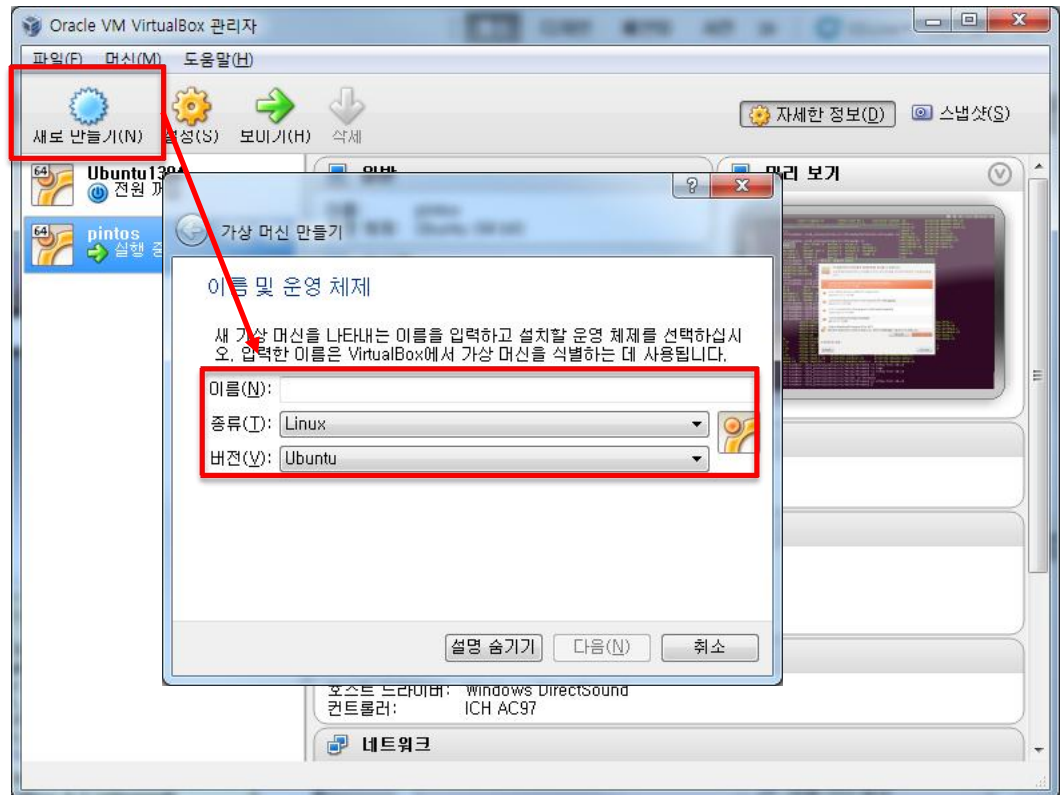 Oracle VM VirtualBox 관리자
파일(F) 머신(M) 도움말(H)
새로 만들기(N) 설정(S) 보내기(H) 삭제
자세한 정보(D) 스냅샷(S)
64 Ubuntu
전원
64 pintos
실행
일반
미리 보기
가상 머신 만들기
이름 및 운영 체제
새 가상 머신을 나타내는 이름을 입력하고 설치할 운영 체제를 선택하십시
오. 입력한 이름은 VirtualBox에서 가상 머신을 식별하는 데 사용됩니다.
이름(N):
종류(T): Linux
버전(V): Ubuntu
설명 숨기기 다음(N) 취소
호스트 드라이버: Windows DirectSound
컨트롤러: ICH AC97
네트워크